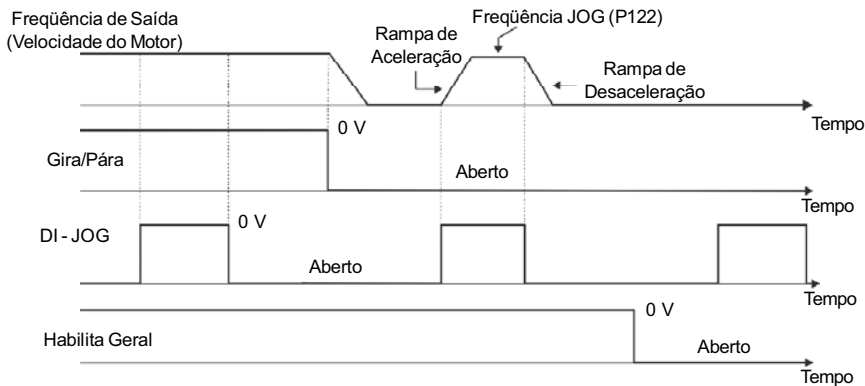 Freqüência de Saída
(Velocidade do Motor)
Rampa de
Aceleração
Freqüência JOG (P122)
Rampa de
Desaceleração
Tempo
0 V
Gira/Pára
Aberto
Tempo
0 V
DI - JOG
Aberto
Tempo
0 V
Habilita Geral
Aberto
Tempo